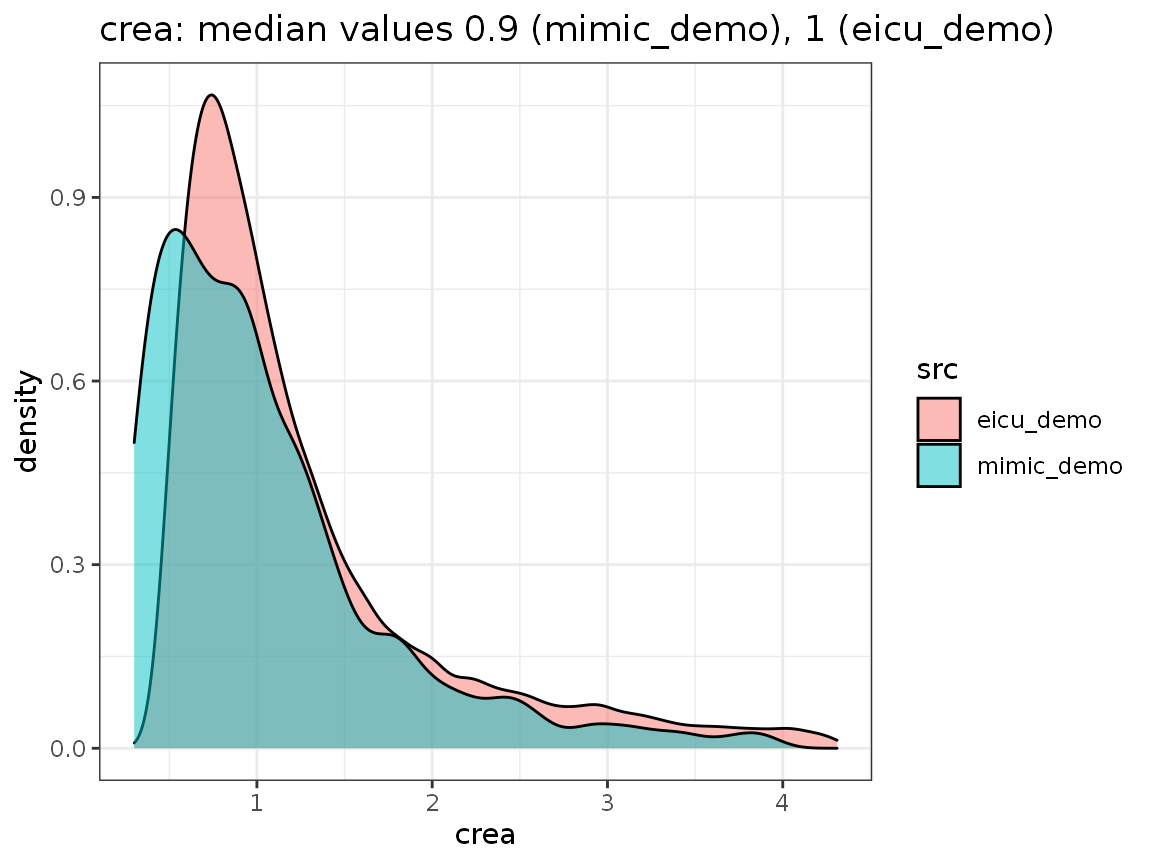 crea: median values 0.9 (mimic_demo), 1 (eicu_demo)
density
0.9
0.6
0.3
0.0
1 2 3 4
crea
src
eicu_demo
mimic_demo